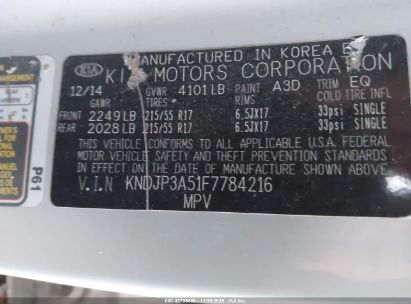 MANUFACTURED IN KOREA BY
KIA MOTORS CORPORATION
12/14 GVWR 4101LB PAINT A3D TRIM EQ
GAWR TIRES RIMS COLD TIRE INFL
FRONT 2249LB 215/55 R17 6.5JX17 33psi SINGLE
REAR 2028LB 215/55 R17 6.5JX17 33psi SINGLE
THIS VEHICLE CONFORMS TO ALL APPLICABLE U.S.A. FEDERAL
MOTOR VEHICLE SAFETY AND THEFT PREVENTION STANDARDS
IN EFFECT ON THE DATE OF MANUFACTURE SHOWN ABOVE.
V.I.N KNDJP3A51F7784216
MPV
P61